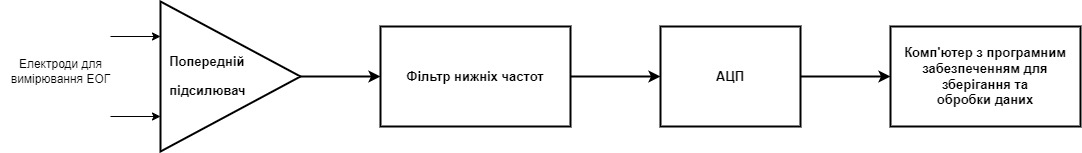 Електроди для
вимірювання ЕОГ
Попередній
підсилювач
Фільтр нижніх частот
АЦП
Комп'ютер з програмним
забезпеченням для
зберігання та
обробки даних